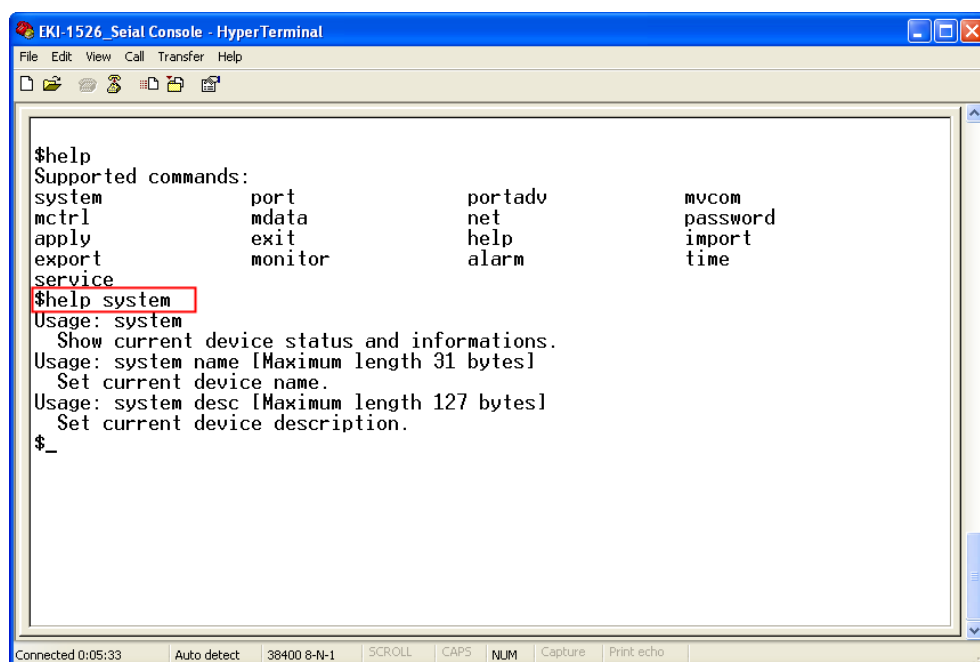 EKI-1526_Seial Console - HyperTerminal
File Edit View Call Transfer Help
$help
Supported commands:
system port portadv mvcom
mctrl mdata net password
apply exit help import
export monitor alarm time
service
$help system
Usage: system
Show current device status and informations.
Usage: system name [Maximum length 31 bytes]
Set current device name.
Usage: system desc [Maximum length 127 bytes]
Set current device description.
$_
Connected 0:05:33 Auto detect 38400 8-N-1 SCROLL CAPS NUM Capture Print echo